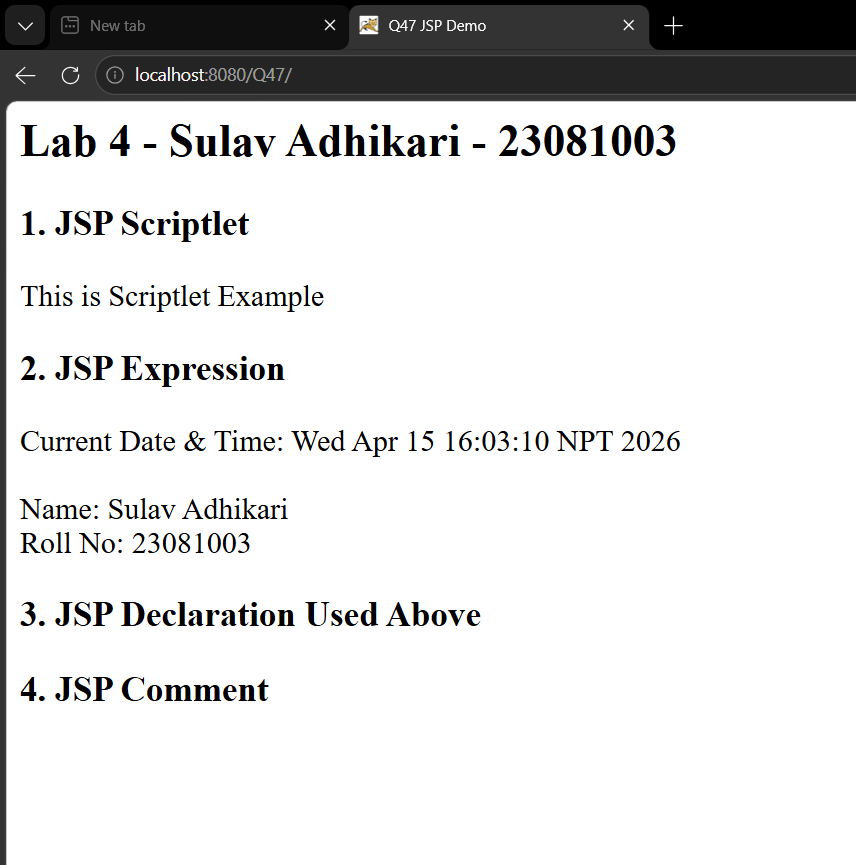 New tab
Q47 JSP Demo
localhost:8080/Q47/
Lab 4 - Sulav Adhikari - 23081003
1. JSP Scriptlet
This is Scriptlet Example
2. JSP Expression
Current Date & Time: Wed Apr 15 16:03:10 NPT 2026
Name: Sulav Adhikari
Roll No: 23081003
3. JSP Declaration Used Above
4. JSP Comment